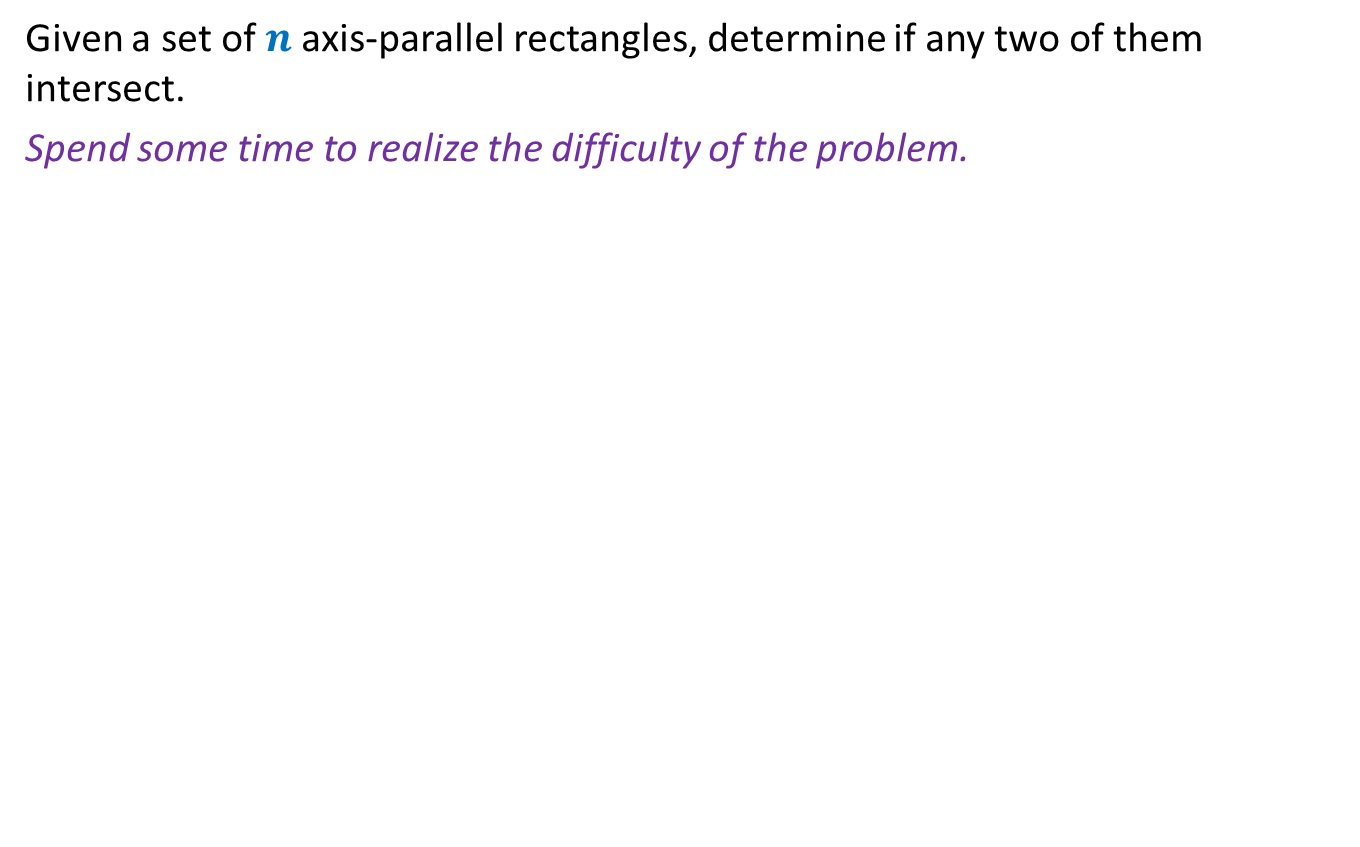 Given a set of n axis-parallel rectangles, determine if any two of them
intersect.
Spend some time to realize the difficulty of the problem.